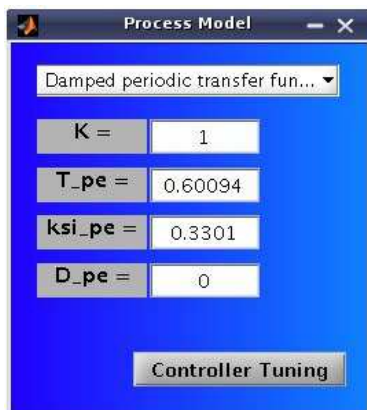 Process Model
Damped periodic transfer fun...
K = 1
T_pe = 0.60094
ksi_pe = 0.3301
D_pe = 0
Controller Tuning